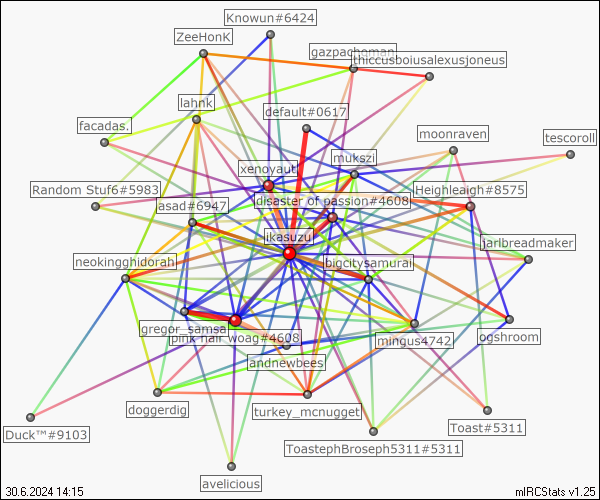 Knowun#6424
ZeeHonK
gazpachoman
thiccusboiusalexusjoneus
lahnk
default#0617
facadas.
moonraven
tescoroll
mukszi
xenoyauti
Random Stuf6#5983
Heighleaigh#8575
disaster of passion#4608
asad#6947
ikasuzu
jarlbreadmaker
neokingghidorah
bigcitysamurai
gregor_samsa
pink hair woag#4608
mingus4742
ogshroom
andnewbees
doggerdig
turkey_mcnugget
Toast#5311
Duck™#9103
ToastephBroseph5311#5311
avelicious
30.6.2024 14:15
mIRCStats v1.25